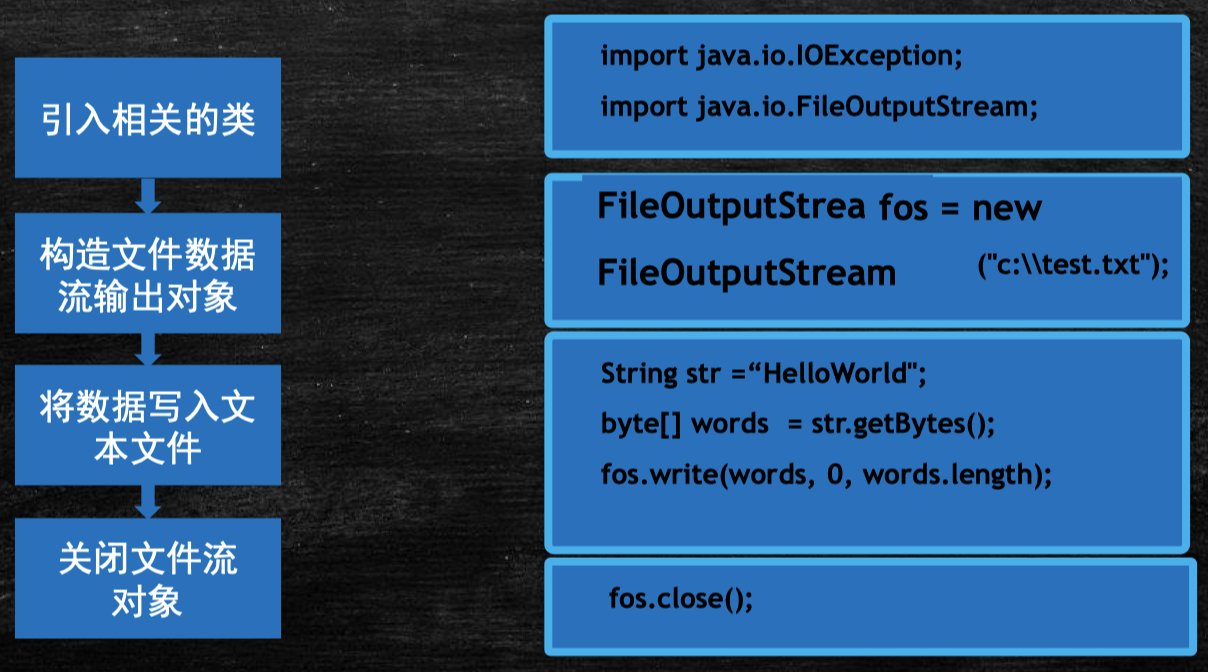 引入相关的类
import java.io.IOException;
import java.io.FileOutputStream;
构造文件数据
流输出对象
FileOutputStrea fos = new
FileOutputStream ("c:\\test.txt");
将数据写入文
本文件
String str =“HelloWorld";
byte[] words  = str.getBytes();
fos.write(words, 0, words.length);
关闭文件流
对象
fos.close();